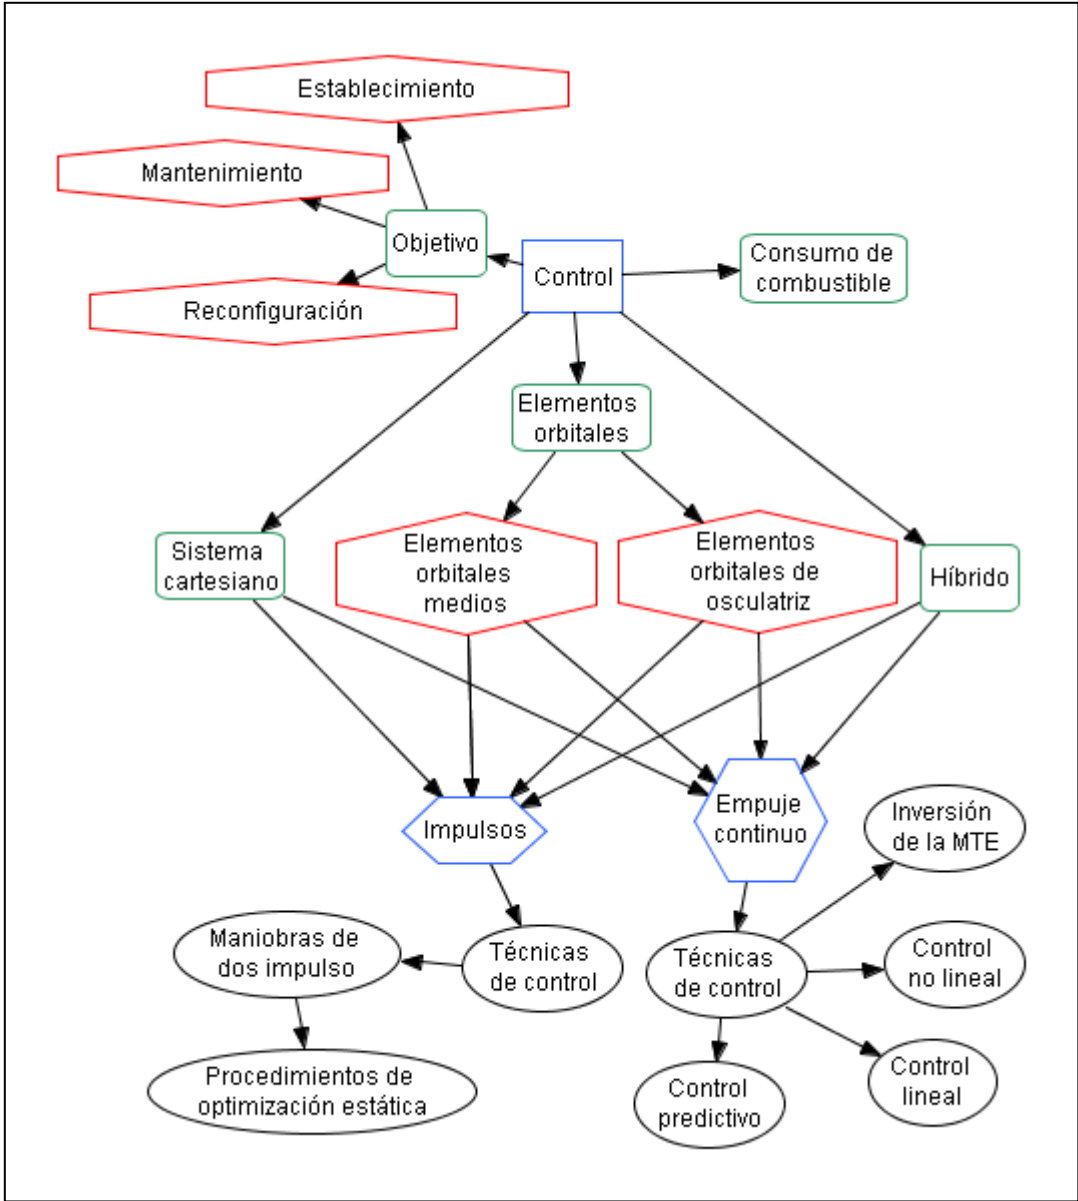 Establecimiento
Mantenimiento
Objetivo
Control
Consumo de
combustible
Reconfiguración
Elementos
orbitales
Sistema
cartesiano
Elementos
orbitales
medios
Elementos
orbitales de
osculatriz
Híbrido
Impulsos
Empuje
continuo
Inversión
de la MTE
Maniobras de
dos impulso
Técnicas
de control
Técnicas
de control
Control
no lineal
Procedimientos de
optimización estática
Control
predictivo
Control
lineal